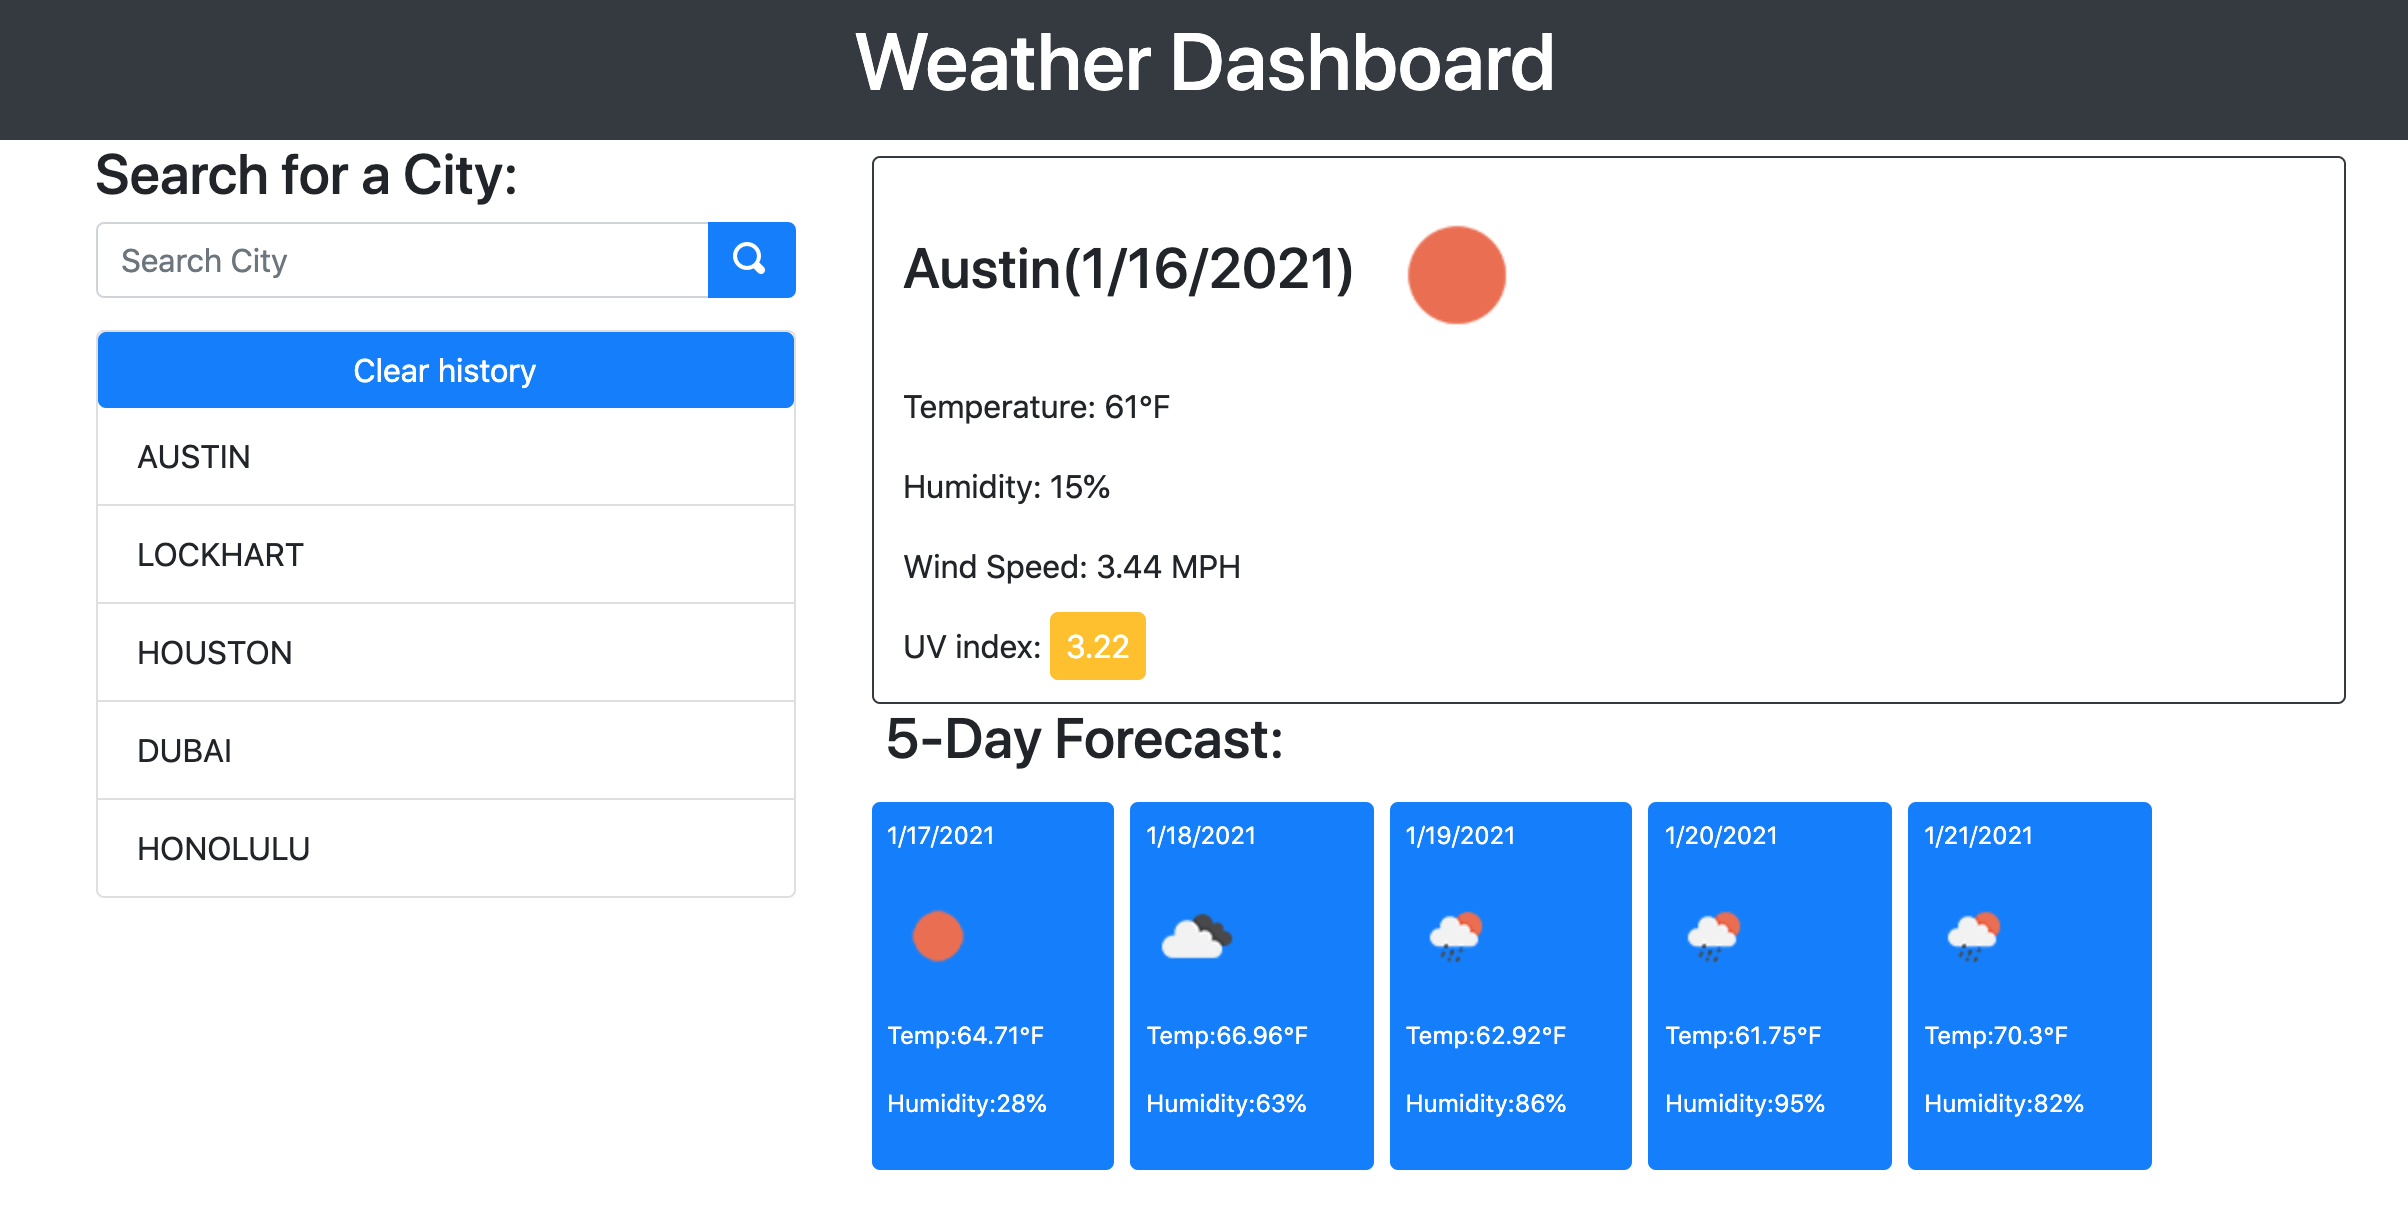 Weather Dashboard
Search for a City:
Search City
Clear history
AUSTIN
LOCKHART
HOUSTON
DUBAI
HONOLULU
Austin(1/16/2021)
Temperature: 61°F
Humidity: 15%
Wind Speed: 3.44 MPH
UV index: 3.22
5-Day Forecast:
1/17/2021
Temp:64.71°F
Humidity:28%
1/18/2021
Temp:66.96°F
Humidity:63%
1/19/2021
Temp:62.92°F
Humidity:86%
1/20/2021
Temp:61.75°F
Humidity:95%
1/21/2021
Temp:70.3°F
Humidity:82%